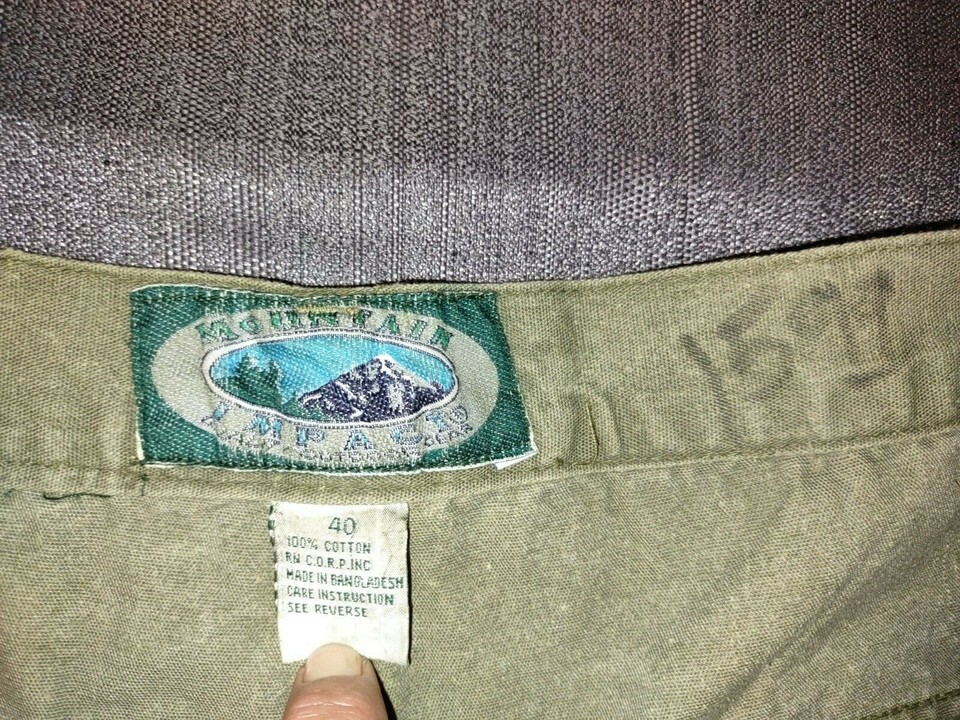 MOUNTAIN
IMPACT
40
100% COTTON
RN C.O.R.P.INC
MADE IN BANGLADESH
CARE INSTRUCTION
SEE REVERSE